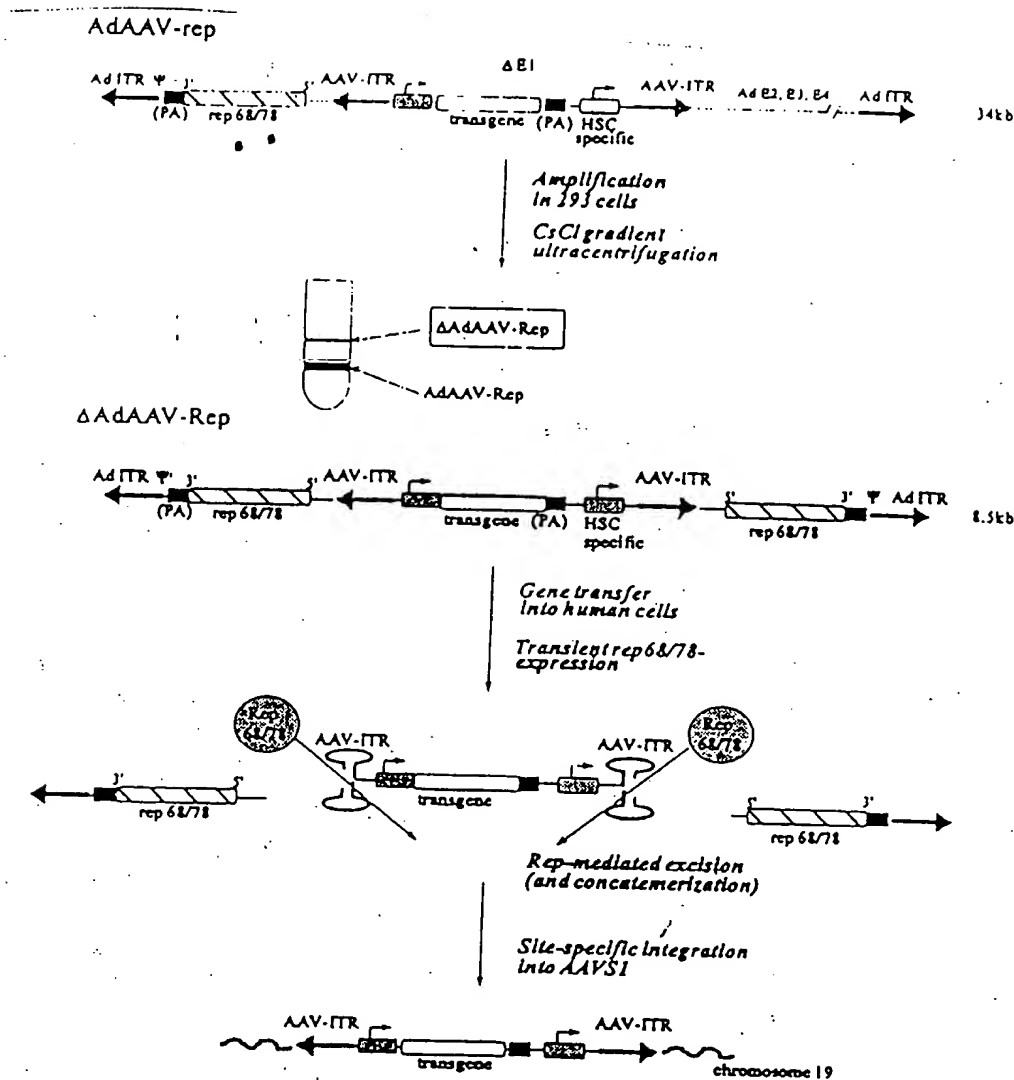 AdAAV-rep
ΔE1
Ad ITR Ψ 3' 5' AAV-ITR AAV-ITR Ad E2, E3, E4 Ad ITR
(PA) rep 68/78 transgene (PA) HSC specific 34kb
Amplification
in 293 cells
CsCl gradient
ultracentrifugation
ΔAdAAV-Rep
AdAAV-Rep
ΔAdAAV-Rep
Ad ITR Ψ 3' 5' AAV-ITR AAV-ITR 5' 3' Ψ Ad ITR
(PA) rep 68/78 transgene (PA) HSC specific rep 68/78 8.5kb
Gene transfer
into human cells
Transient rep 68/78-
expression
Rep 68/78 AAV-ITR AAV-ITR Rep 68/78
3' 5' transgene 5' 3'
rep 68/78 rep 68/78
Rep-mediated excision
(and concatemerization)
Site-specific integration
into AAVS1
AAV-ITR AAV-ITR
transgene
chromosome 19